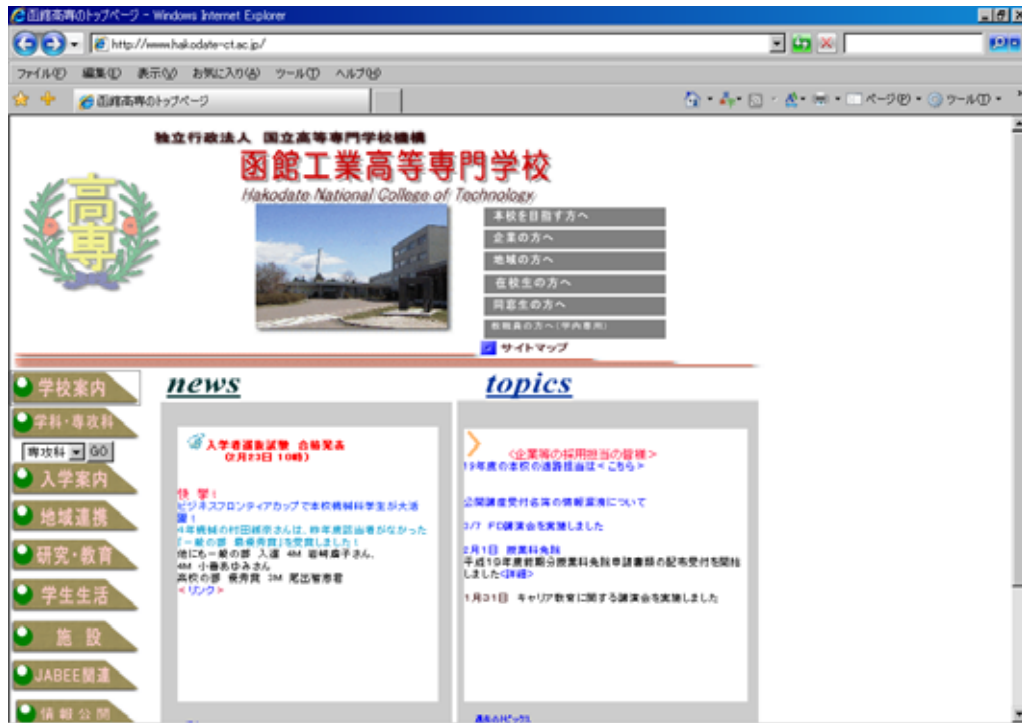 函館高専のトップページ - Windows Internet Explorer
http://www.hakodate-ct.ac.jp/
ファイル(F) 編集(E) 表示(V) お気に入り(A) ツール(T) ヘルプ(H)
函館高専のトップページ
ページ(P) ツール(O)
独立行政法人 国立高等専門学校機構
函館工業高等専門学校
Hakodate National College of Technology
高専
本校を目指す方へ
企業の方へ
地域の方へ
在校生の方へ
同窓生の方へ
教職員の方へ(学内専用)
サイトマップ
学校案内
学科・専攻科
専攻科 GO
入学案内
地域連携
研究・教育
学生生活
施 設
JABEE関連
情報公開
news
入学者選抜試験 合格発表
(2月23日 10時)
快 挙!
ビジネスフロンティアカップで本校機械科学生が大活
躍!
4年機械の村田
さんは、昨年度該当者がなかった
「一般の部 最優秀賞」を受賞しました!
他にも一般の部 入選 4M 岩崎
子さん、
4M 小番あゆみさん
高校の部 優秀賞 3M 尾出智志君
<リンク>
topics
<企業等の採用担当の皆様>
19年度の本校の進路担当は<こちら>
公開講座受付名簿の情報漏洩について
3/7 FD講演会を実施しました
2月1日 授業料免除
平成19年度前期分授業料免除申請書類の配布受付を開始
しました<詳細>
1月31日 キャリア教育に関する講演会を実施しました
過去のトピックス